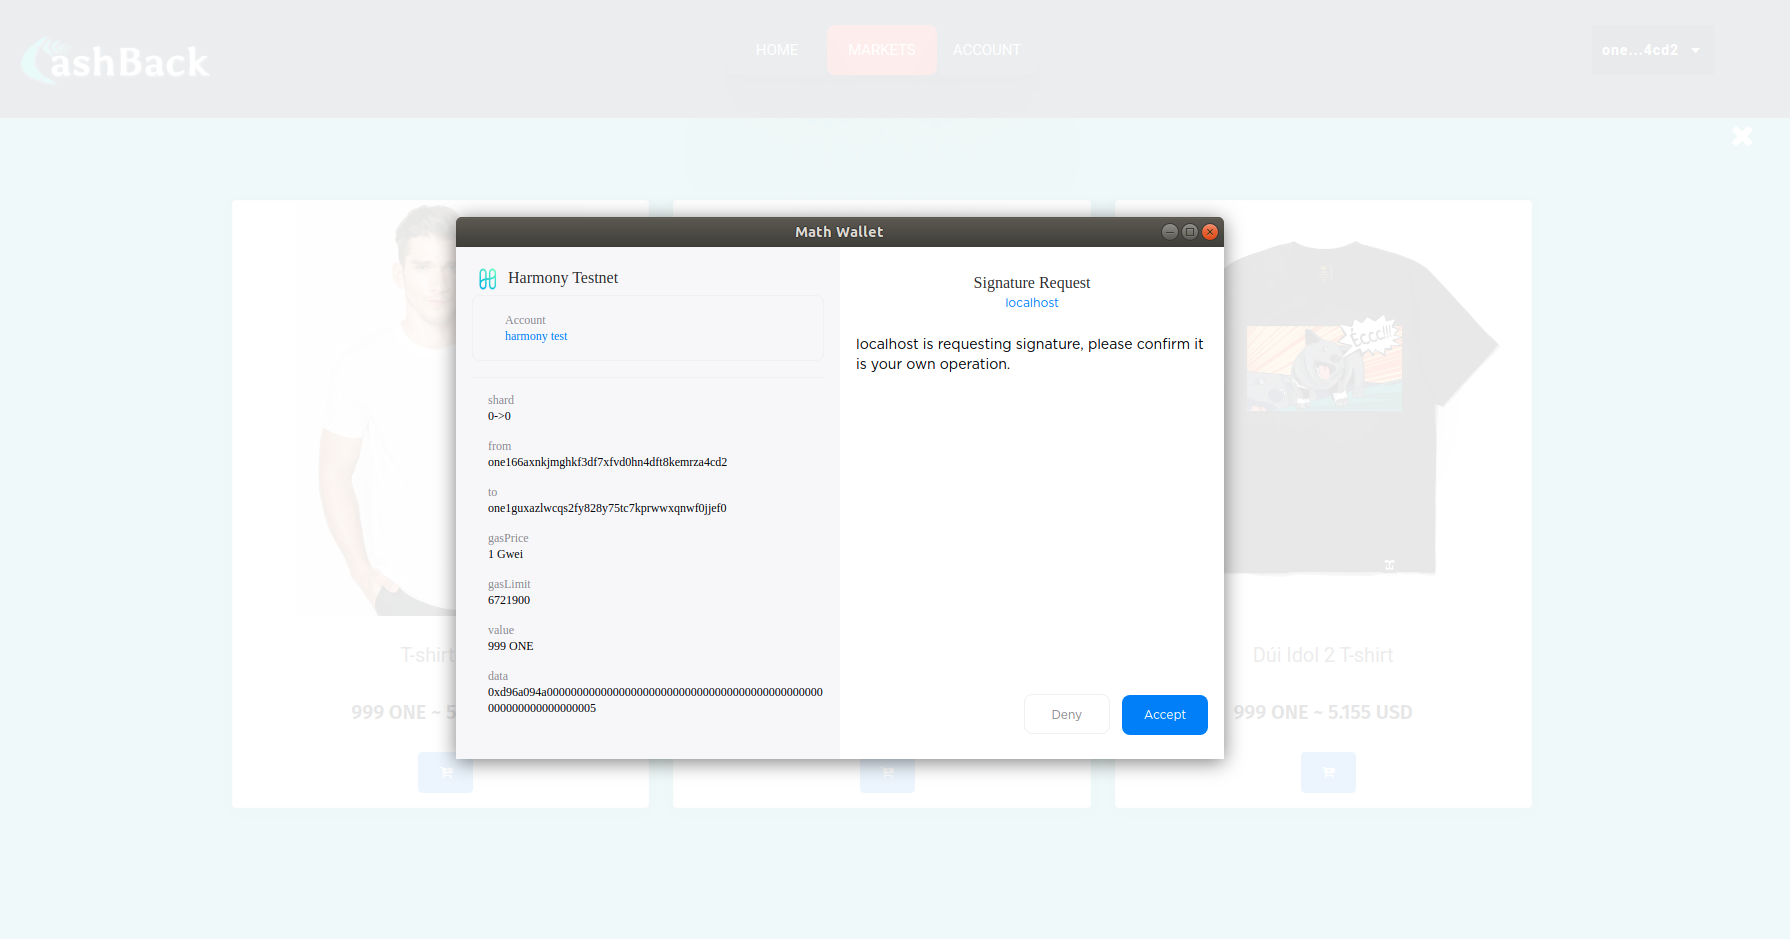 ashBack
HOME
MARKETS
ACCOUNT
one...4cd2
Math Wallet
Harmony Testnet
Account
harmony test
shard
0->0
from
one166axnkjmghkf3df7xfvd0hn4dft8kemrza4cd2
to
one1guxazlwcqs2fy828y75tc7kprwwxqnwf0jjef0
gasPrice
1 Gwei
gasLimit
6721900
value
999 ONE
data
0xd96a094a0000000000000000000000000000000000000000000000
000000000000000005
Signature Request
localhost
localhost is requesting signature, please confirm it
is your own operation.
Deny
Accept
Éccc!!!
T-shirt
999 ONE ~ 5
Dúi Idol 2 T-shirt
999 ONE ~ 5.155 USD